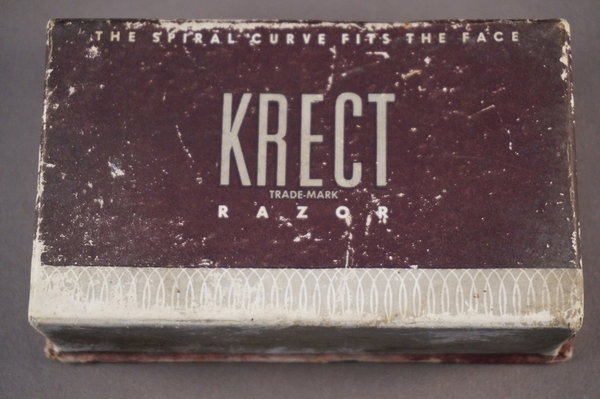 THE SPIRAL CURVE FITS THE FACE
KRECT
TRADE-MARK
RAZOR